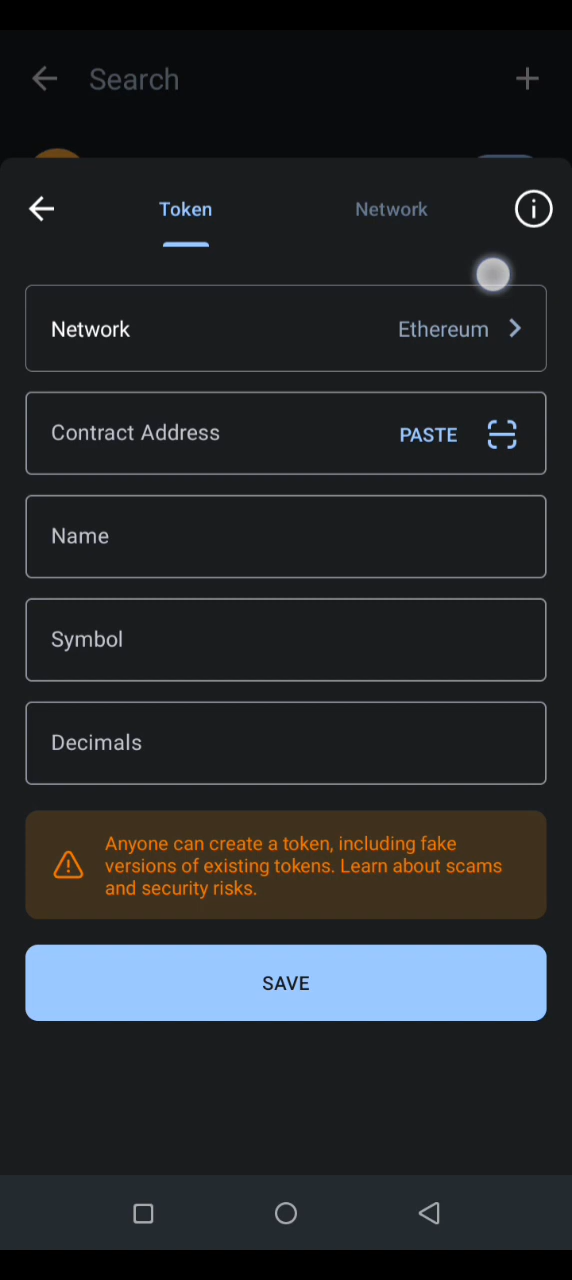 Search
Token
Network
Network
Ethereum
Contract Address
PASTE
Name
Symbol
Decimals
Anyone can create a token, including fake
versions of existing tokens. Learn about scams
and security risks.
SAVE